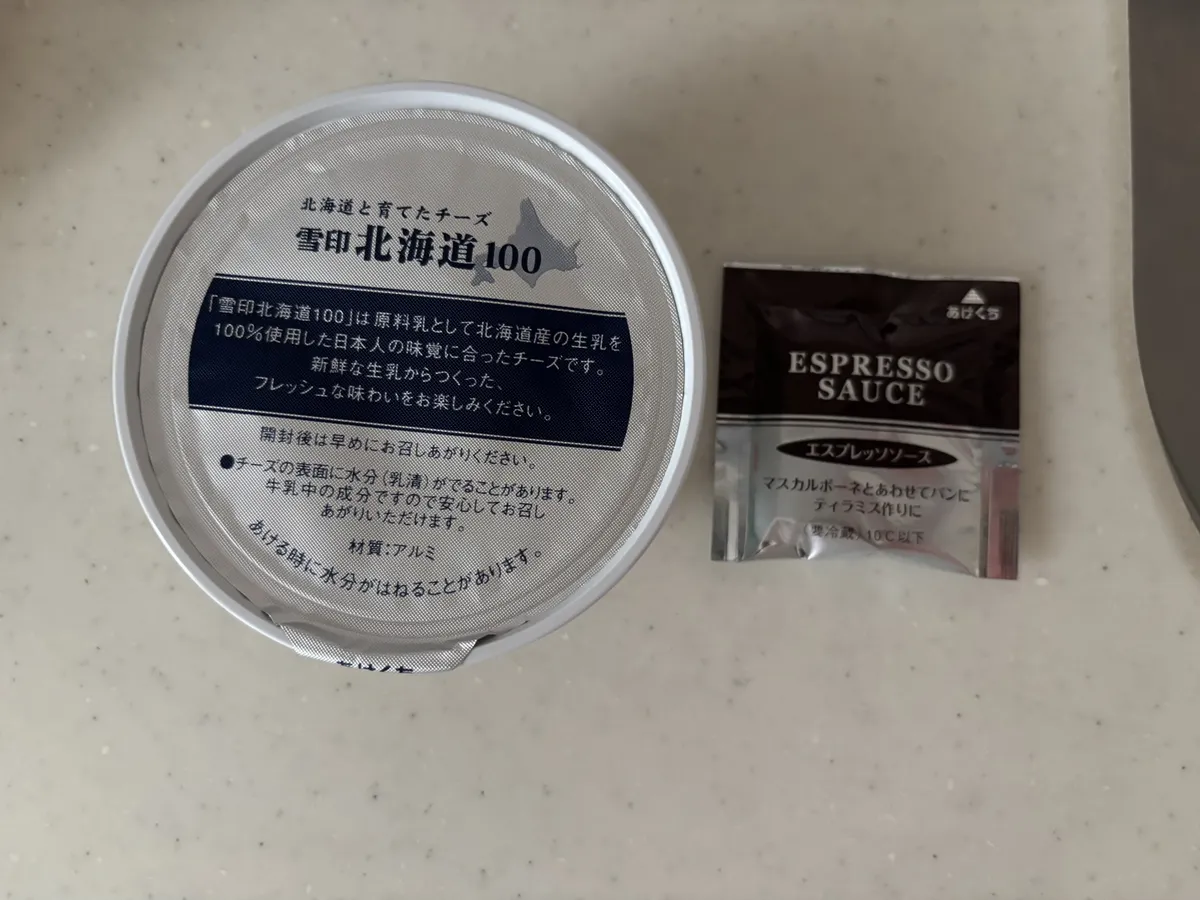 北海道と育てたチーズ
雪印 北海道100
「雪印北海道100」は原料乳として北海道産の生乳を
100%使用した日本人の味覚に合ったチーズです。
新鮮な生乳からつくった、
フレッシュな味わいをお楽しみください。
開封後は早めにお召しあがりください。
●チーズの表面に水分(乳清)がでることがあります。
牛乳中の成分ですので安心してお召し
あがりいただけます。
材質:アルミ
あける時に水分がはねることがあります。
あけくち
あけくち
ESPRESSO
SAUCE
エスプレッソソース
マスカルポーネとあわせてパンに
ティラミス作りに
(要冷蔵)10℃以下